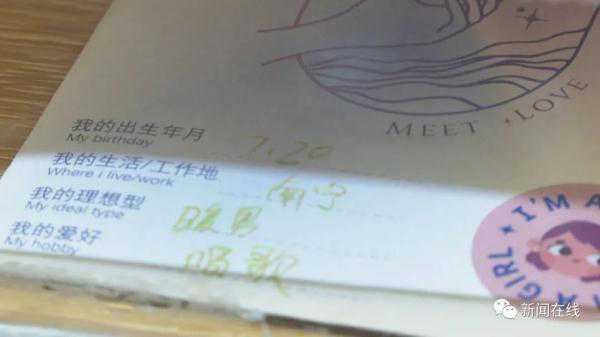 MEET LOVE
我的出生年月 7.20
My birthday
我的生活/工作地 南宁
Where i live/work
我的理想型 暖男
My ideal type
我的爱好 唱歌
My hobby
I'M A
GIRL
新闻在线